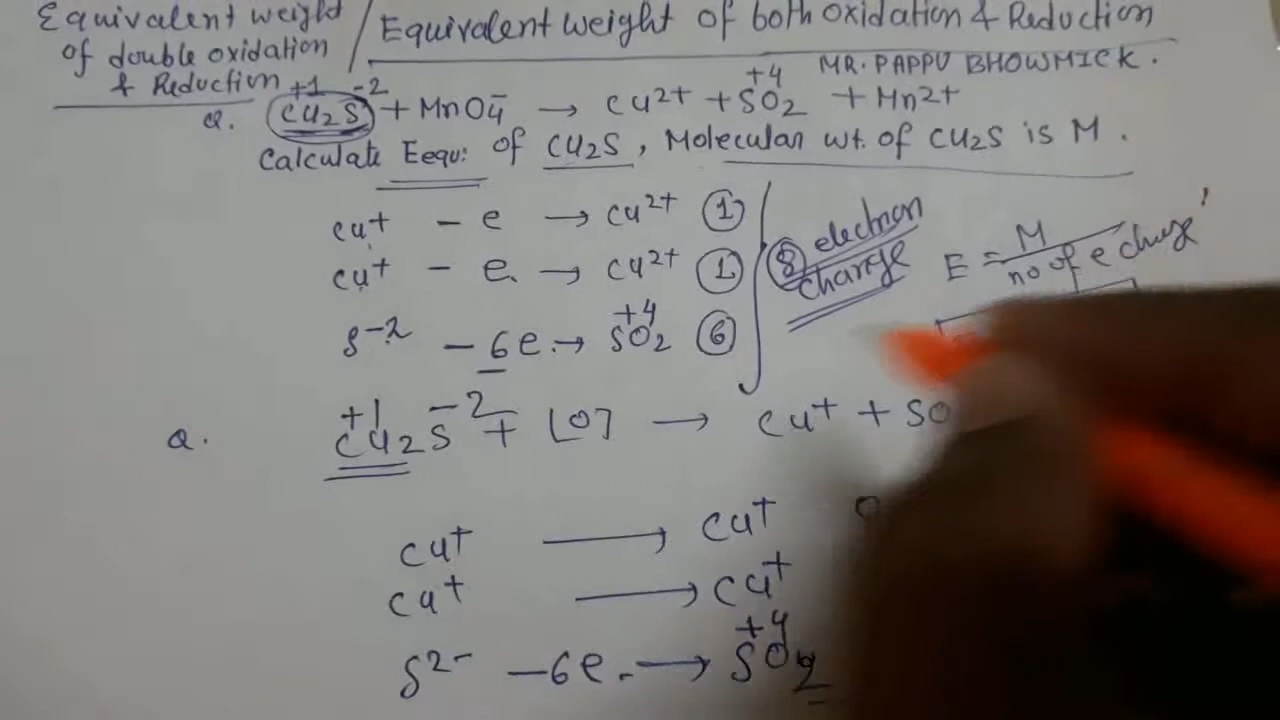 Equivalent weight
of double oxidation
& Reduction
Equivalent weight of both oxidation & Reduction
MR. PAPPU BHOWMICK.
+1 -2 +4
Q. Cu2S + MnO4- → Cu2+ + SO2 + Mn2+
Calculate Eequ: of Cu2S, Molecular wt. of Cu2S is M.
Cu+ - e → Cu2+ 1
Cu+ - e. → Cu2+ 1
+4
S-2 - 6e. → SO2 6
8 electron
change
E = M
no of e change
+1 -2
Q. Cu2S + [O] → Cu+ + SO
Cu+ → Cu+
Cu+ → Cu+
+4
S2- - 6e. → SO2